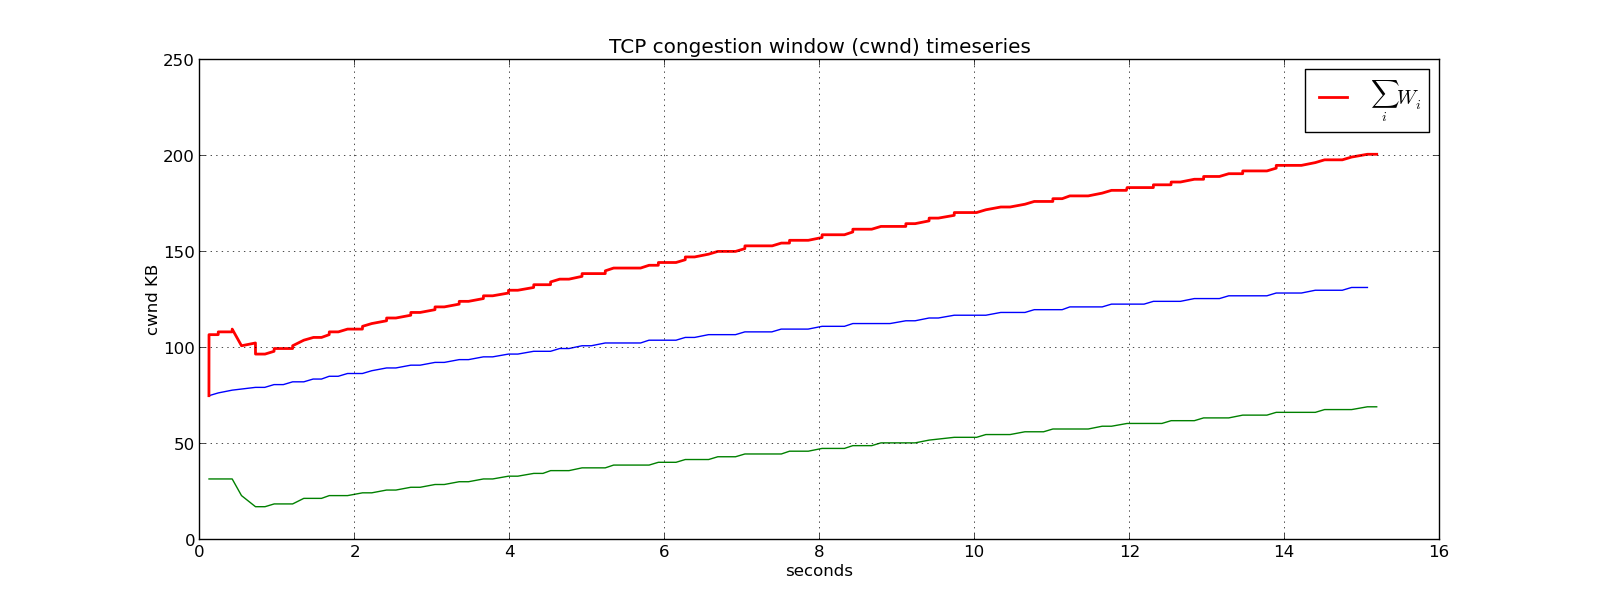 TCP congestion window (cwnd) timeseries
250
200
150
100
50
0
cwnd KB
∑
i
W_i
0 2 4 6 8 10 12 14 16
seconds